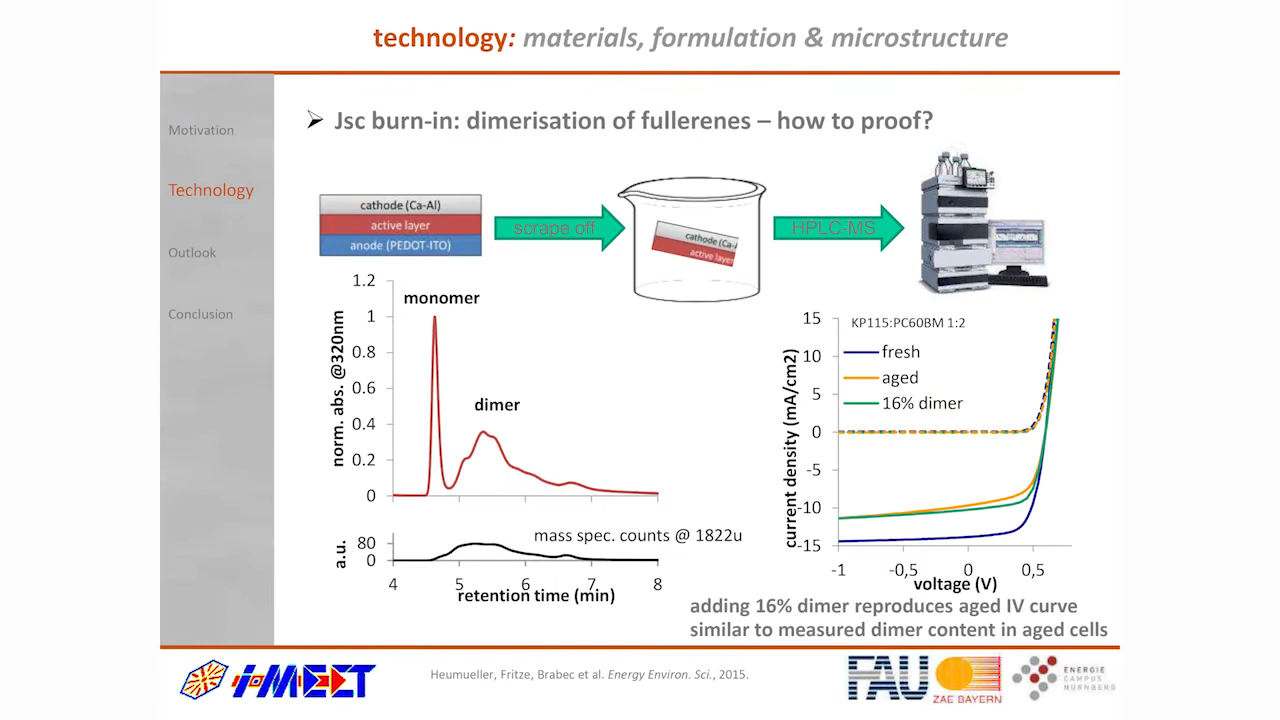 technology: materials, formulation & microstructure
Motivation
Technology
Outlook
Conclusion
➢ Jsc burn-in: dimerisation of fullerenes – how to proof?
cathode (Ca-Al)
active layer
anode (PEDOT-ITO)
scrape off
cathode (Ca-A
active layer
HPLC-MS
norm. abs. @320nm
1.2
1
0.8
0.6
0.4
0.2
0
monomer
dimer
a.u.
80
0
mass spec. counts @ 1822u
4 5 6 7 8
retention time (min)
current density (mA/cm2)
15
10
5
0
-5
-10
-15
KP115:PC60BM 1:2
fresh
aged
16% dimer
-1 -0,5 0 0,5
voltage (V)
adding 16% dimer reproduces aged IV curve
similar to measured dimer content in aged cells
i-MEET
Heumueller, Fritze, Brabec et al. Energy Environ. Sci., 2015.
FAU
ZAE BAYERN
ENERGIE
CAMPUS
NÜRNBERG